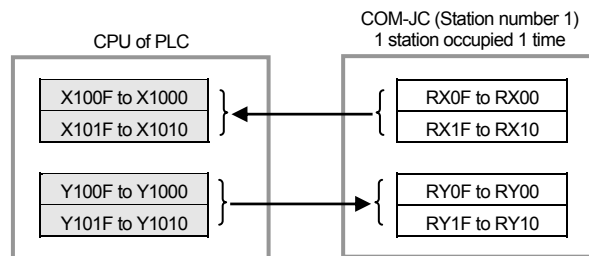 COM-JC (Station number 1)
CPU of PLC
1 station occupied 1 time
X100F to X1000
RX0F to RX00
X101F to X1010
RX1F to RX10
Y100F to Y1000
RY0F to RY00
Y101F to Y1010
RY1F to RY10